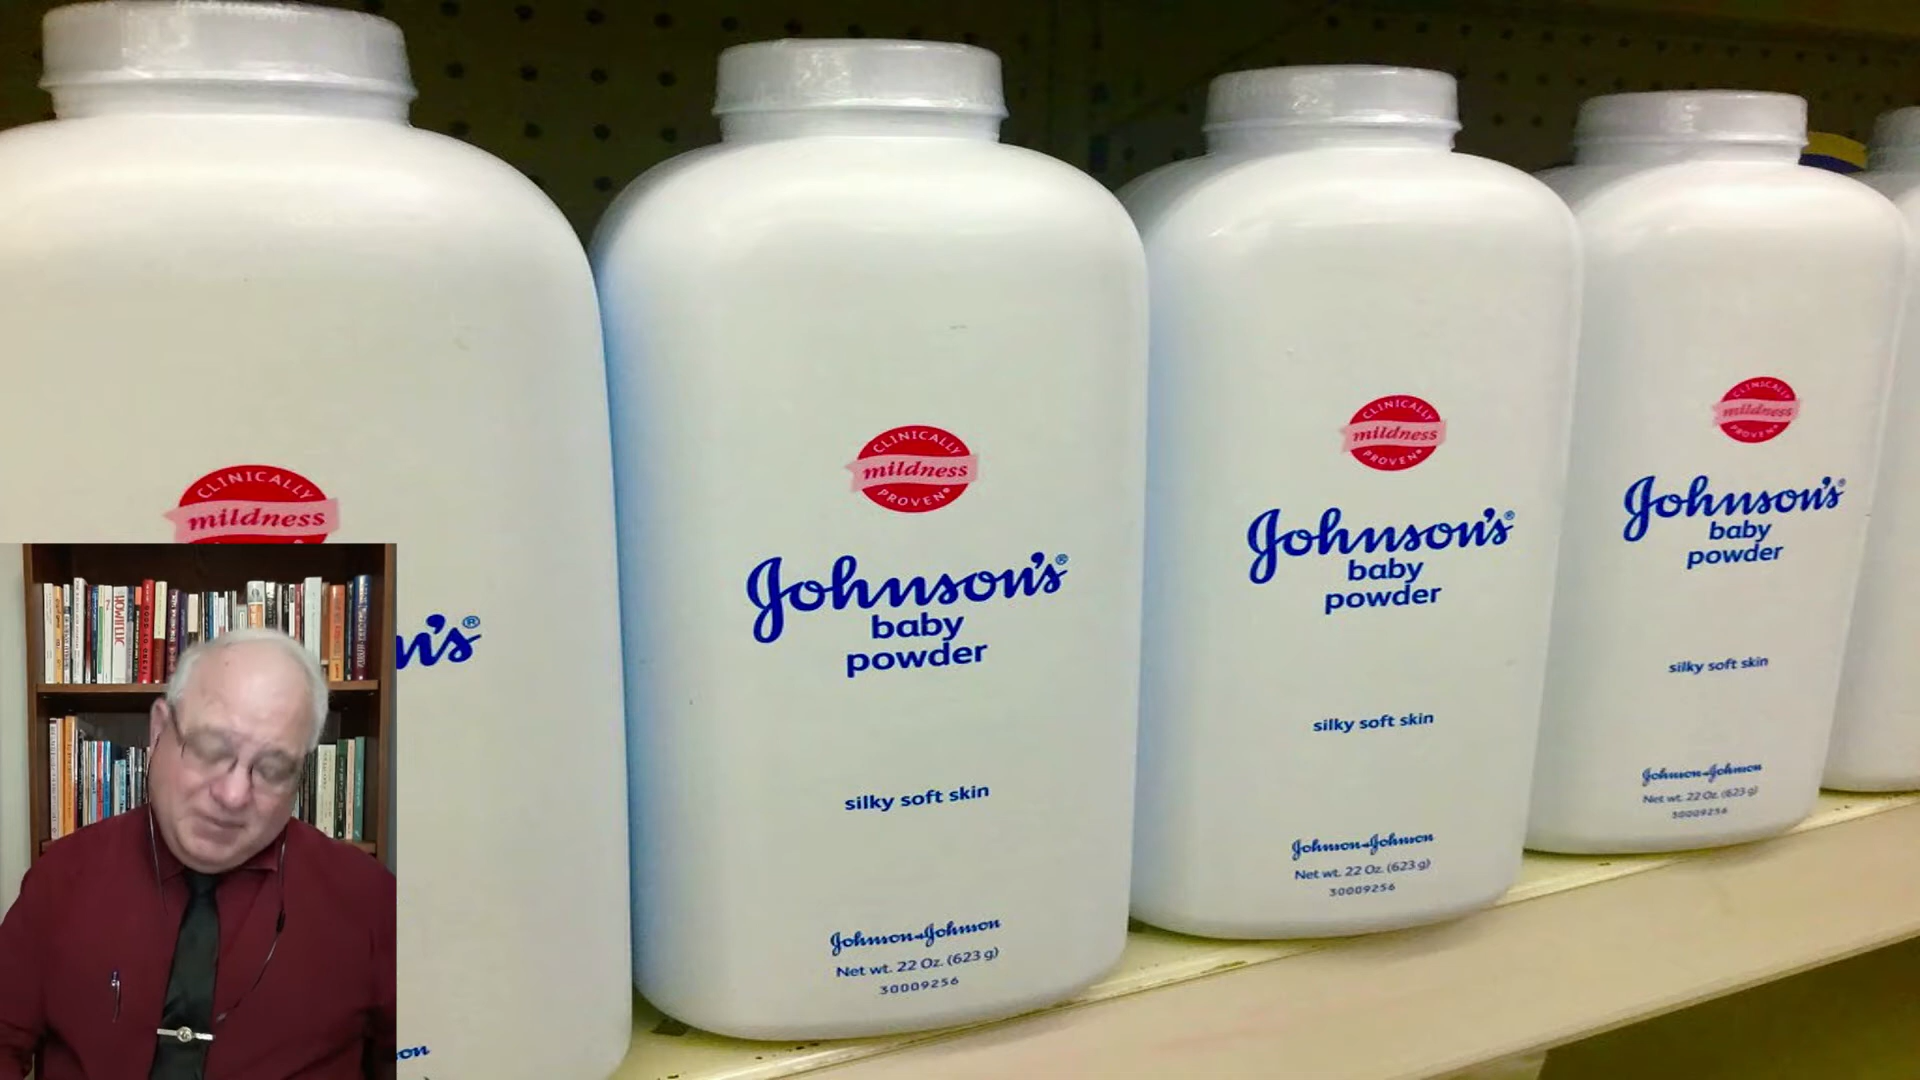 CLINICALLY
mildness
n's®
on
CLINICALLY
mildness
PROVEN®
Johnson's®
baby
powder
silky soft skin
Johnson & Johnson
Net wt. 22 Oz. (623 g)
30009256
CLINICALLY
mildness
PROVEN®
Johnson's®
baby
powder
silky soft skin
Johnson & Johnson
Net wt. 22 Oz. (623 g)
30009256
CLINICALLY
mildness
PROVEN®
Johnson's®
baby
powder
silky soft skin
Johnson & Johnson
Net wt. 22 Oz. (623 g)
30009256